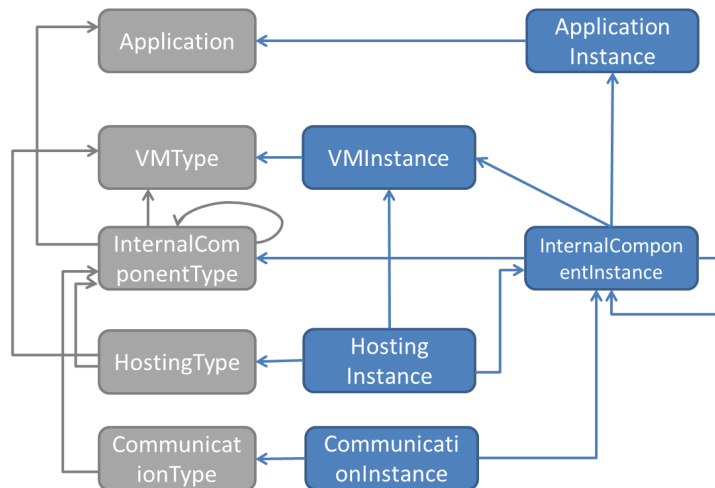 Application
Application
Instance
VMType
VMInstance
InternalCom
ponentType
InternalCompon
entInstance
HostingType
Hosting
Instance
Communicat
ionType
Communicati
onInstance